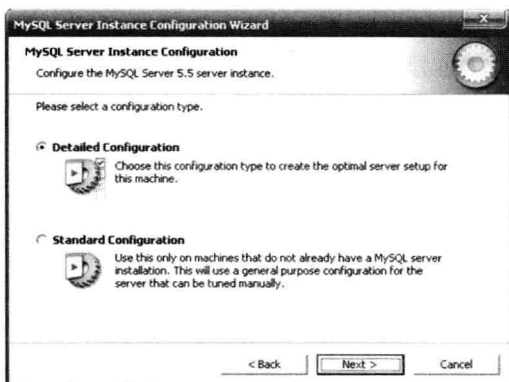 MySQL Server Instance Configuration Wizard
MySQL Server Instance Configuration
Configure the MySQL Server 5.5 server instance.
Please select a configuration type.
Detailed Configuration
Choose this configuration type to create the optimal server setup for
this machine.
Standard Configuration
Use this only on machines that do not already have a MySQL server
installation. This will use a general purpose configuration for the
server that can be tuned manually.
< Back
Next >
Cancel